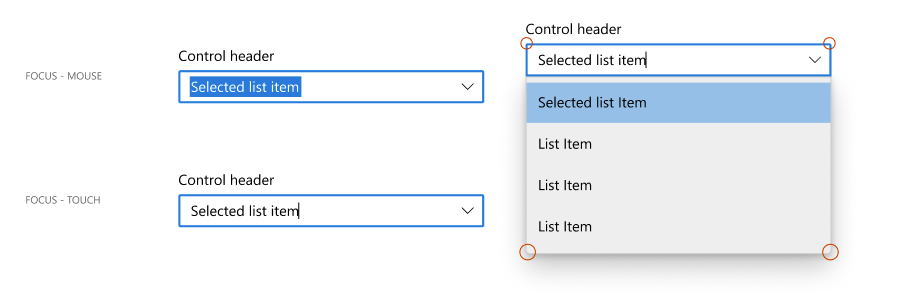 FOCUS - MOUSE
Control header
Selected list item
FOCUS - TOUCH
Control header
Selected list item
Control header
Selected list item
Selected list Item
List Item
List Item
List Item